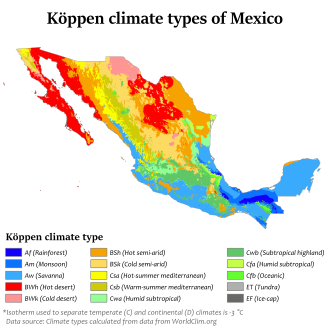 Köppen climate types of Mexico
Köppen climate type
Af (Rainforest)
Am (Monsoon)
Aw (Savanna)
BWh (Hot desert)
BWk (Cold desert)
BSh (Hot semi-arid)
BSk (Cold semi-arid)
Csa (Hot-summer mediterranean)
Csb (Warm-summer mediterranean)
Cwa (Humid subtropical)
Cwb (Subtropical highland)
Cfa (Humid subtropical)
Cfb (Oceanic)
ET (Tundra)
EF (Ice-cap)
*Isotherm used to separate temperate (C) and continental (D) climates is -3 °C
Data source: Climate types calculated from data from WorldClim.org